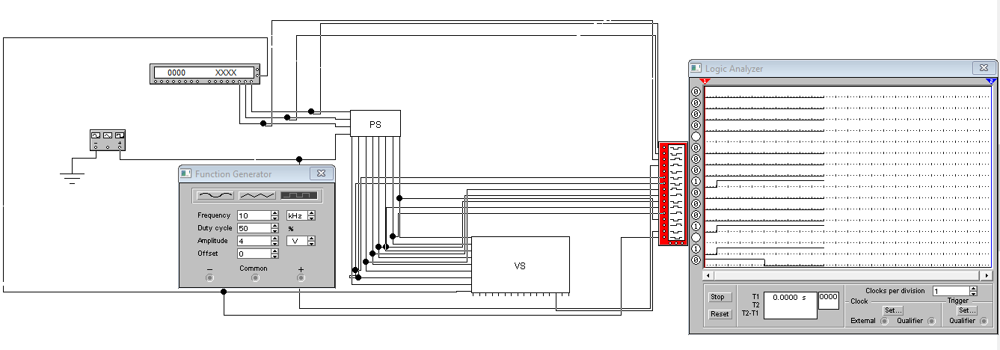 Logic Analyzer
1 2
0000 XXXX
0
0
0
0
0
0
0
1
0
0
0
1
1
0
PS
Function Generator
Frequency 10 kHz
Duty cycle 50 %
Amplitude 4 V
Offset 0
− Common +
VS
Stop
Reset
T1 0.0000 s 0000
T2
T2-T1
Clocks per division 1
Clock Trigger
Set... Set...
External Qualifier Qualifier